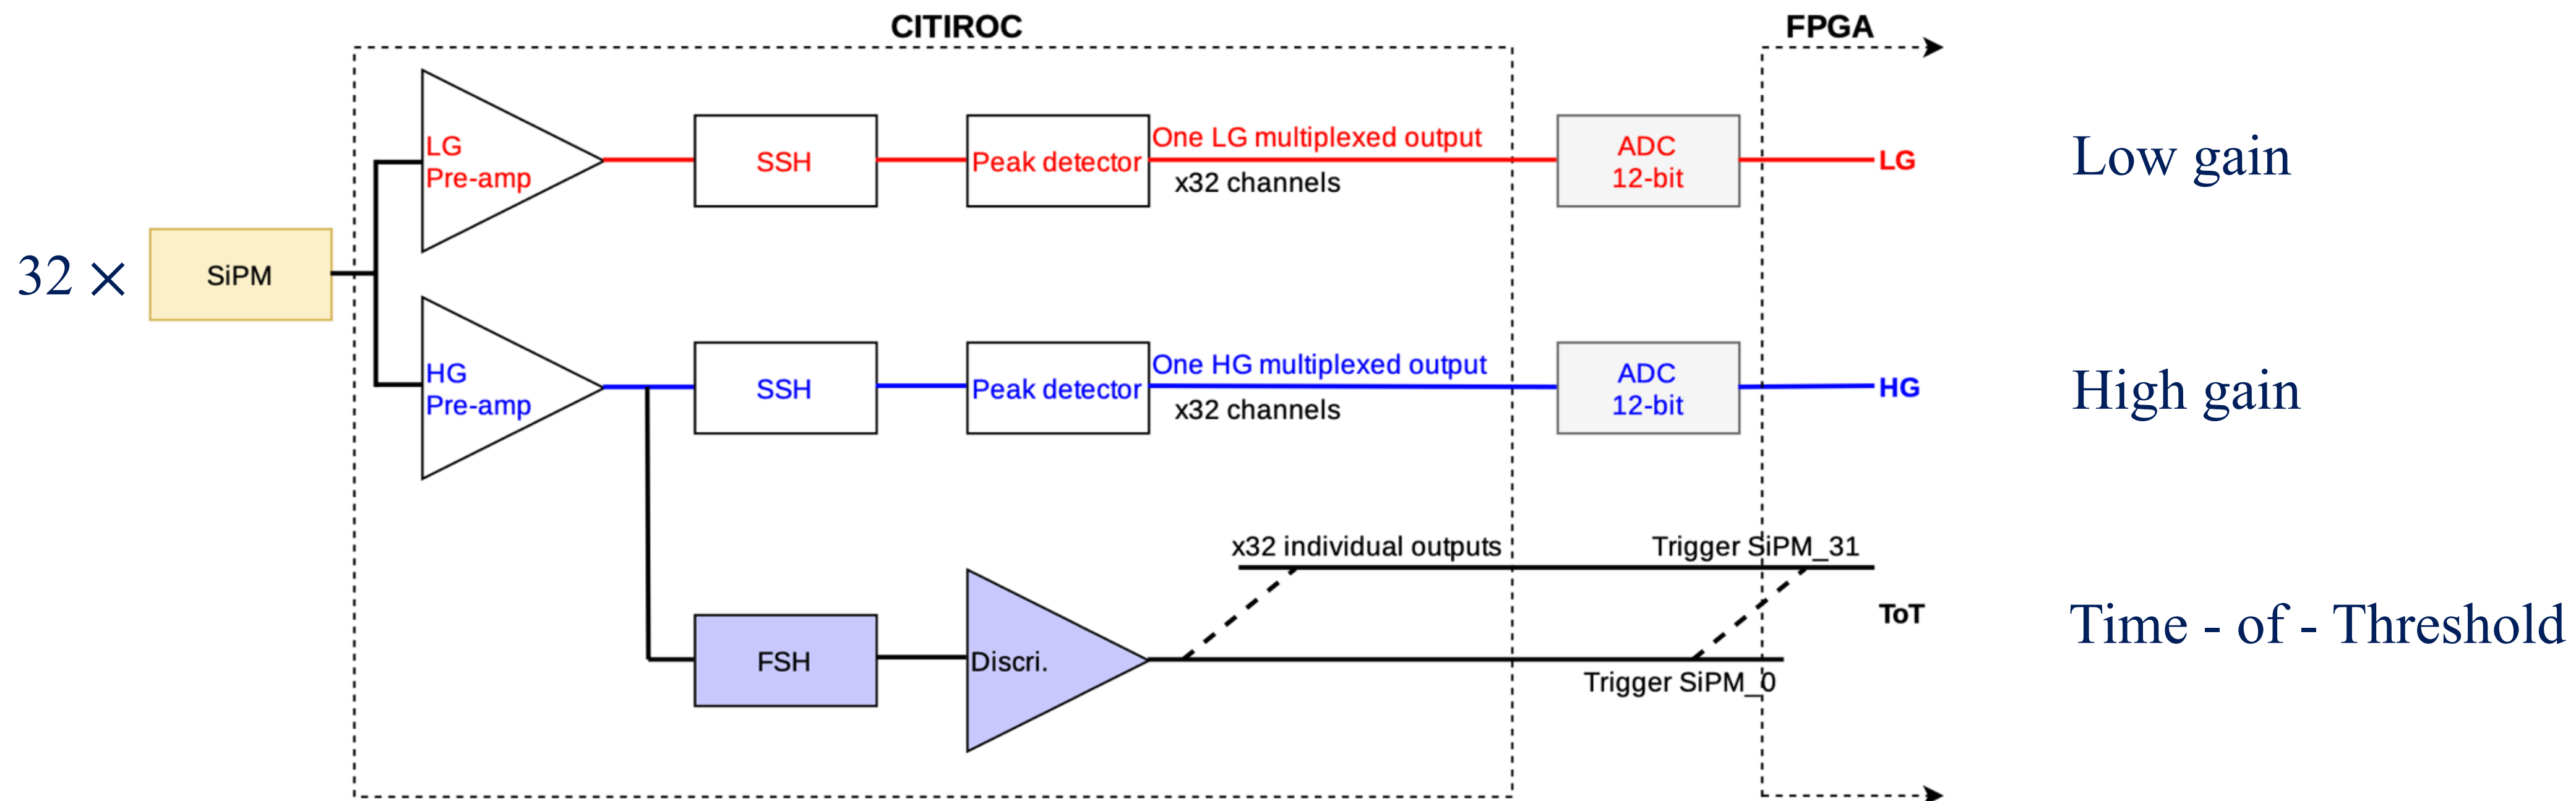 CITIROC
FPGA
LG
Pre-amp
SSH
Peak detector
One LG multiplexed output
x32 channels
ADC
12-bit
LG
Low gain
32 ×
SiPM
HG
Pre-amp
SSH
Peak detector
One HG multiplexed output
x32 channels
ADC
12-bit
HG
High gain
x32 individual outputs
Trigger SiPM_31
ToT
Time - of - Threshold
FSH
Discri.
Trigger SiPM_0